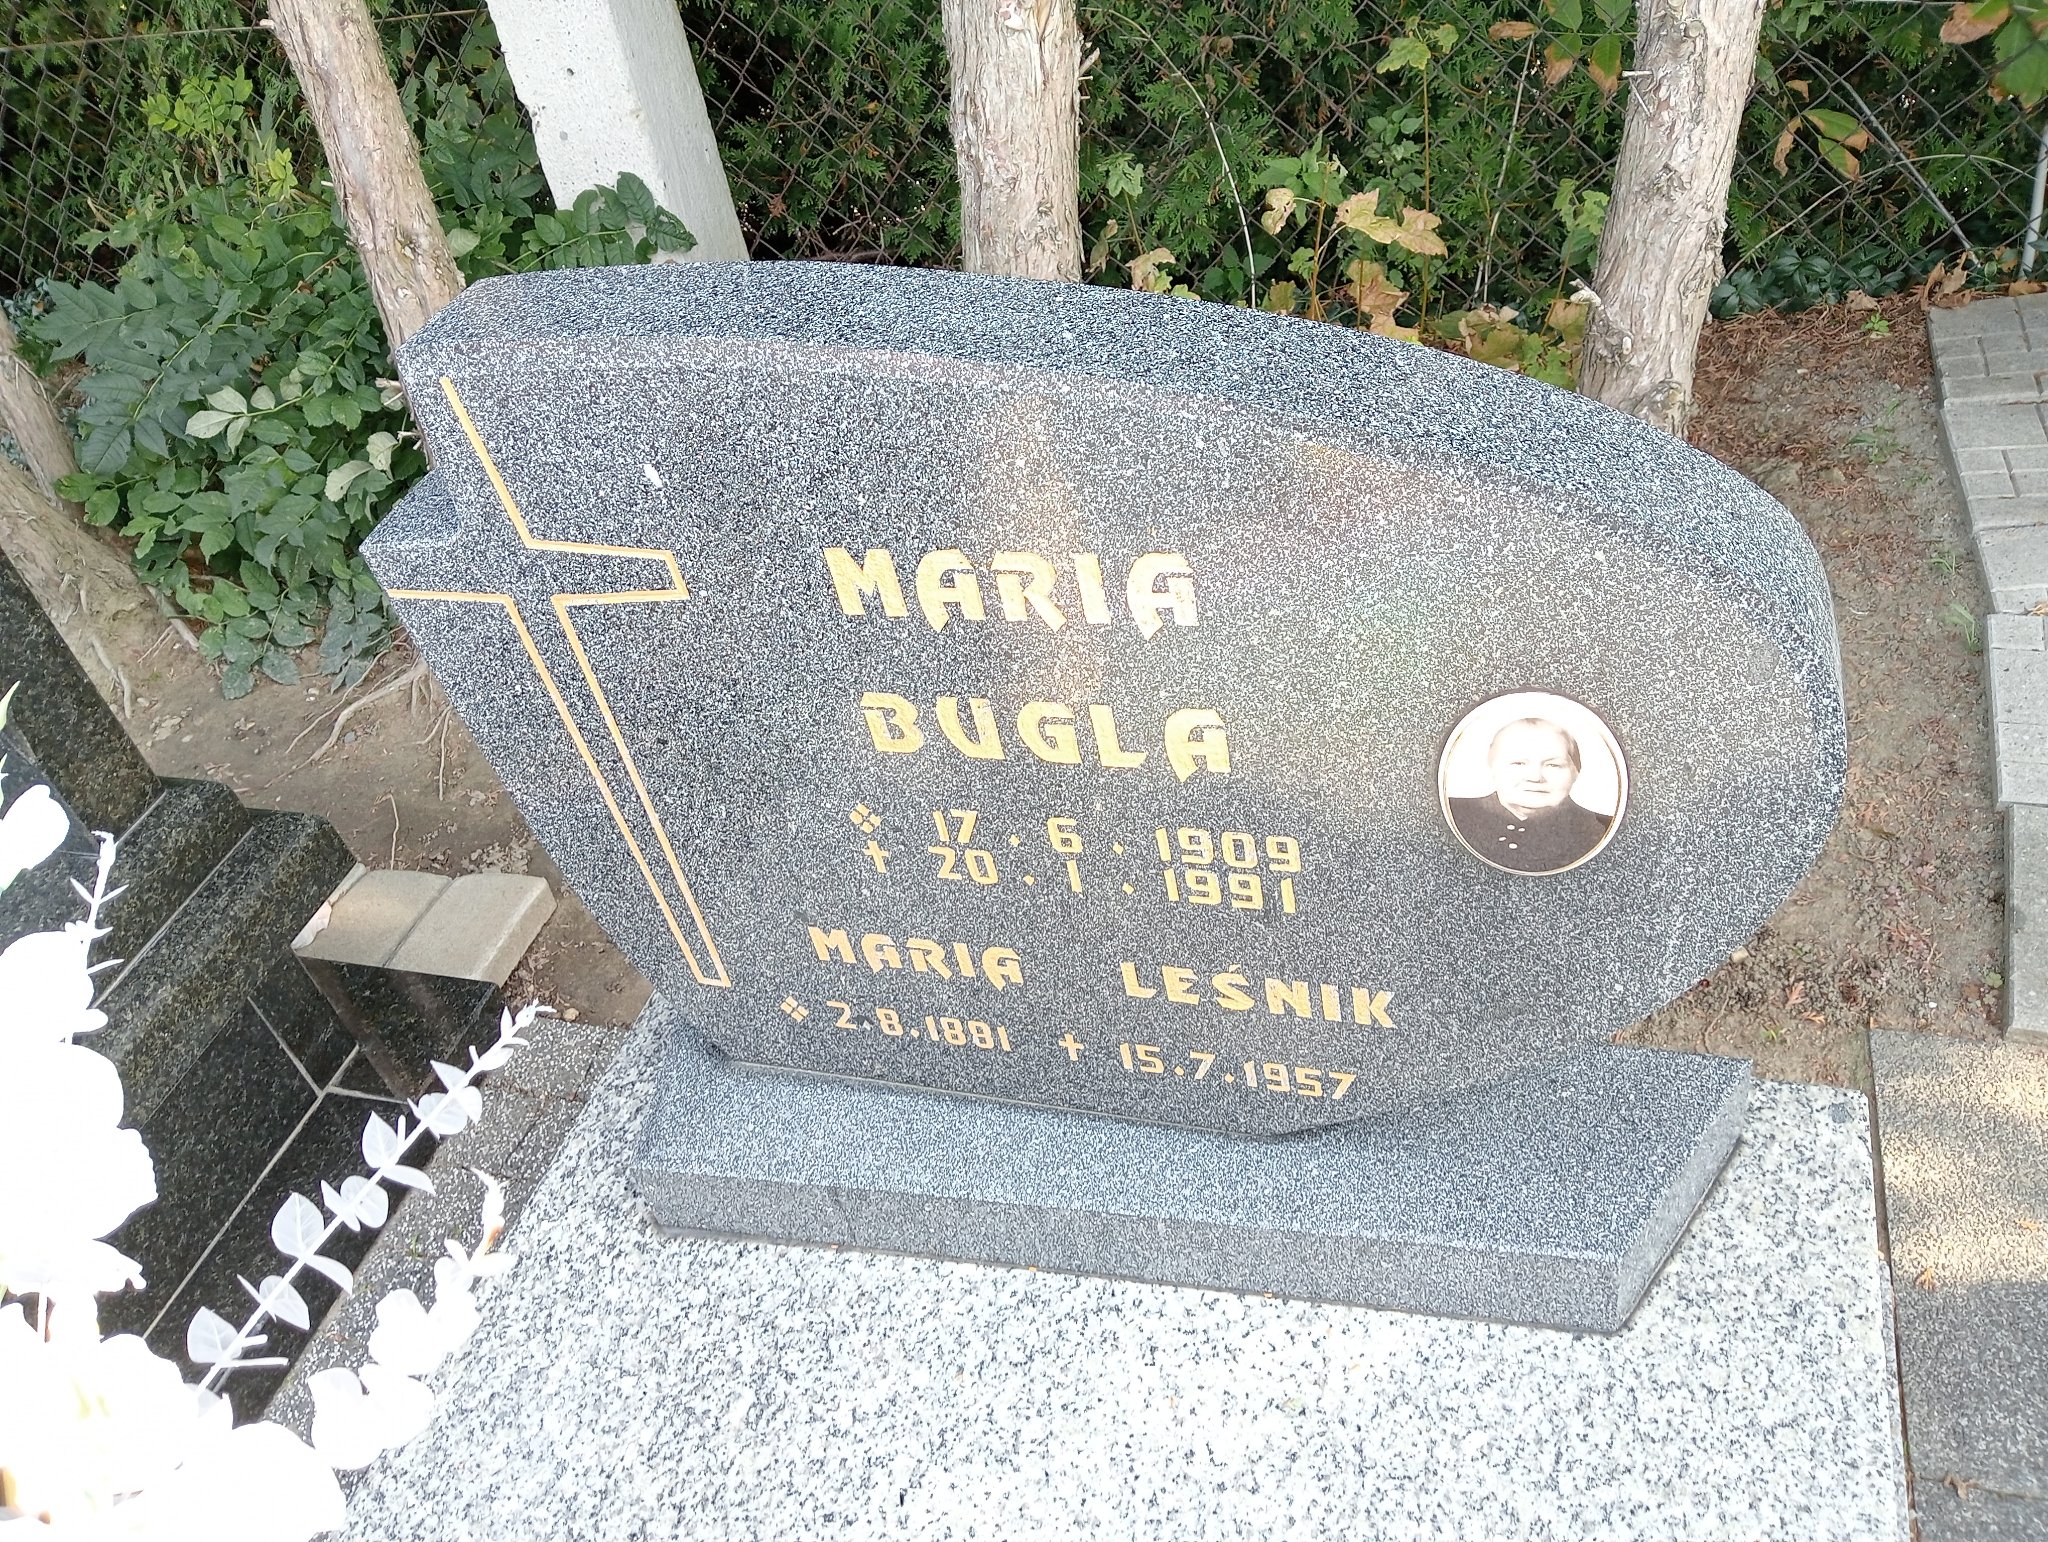 MARIA
BUGLA
17.6.1909
✝ 20.1.1991
MARIA LEŚNIK
2.8.1881 ✝ 15.7.1957